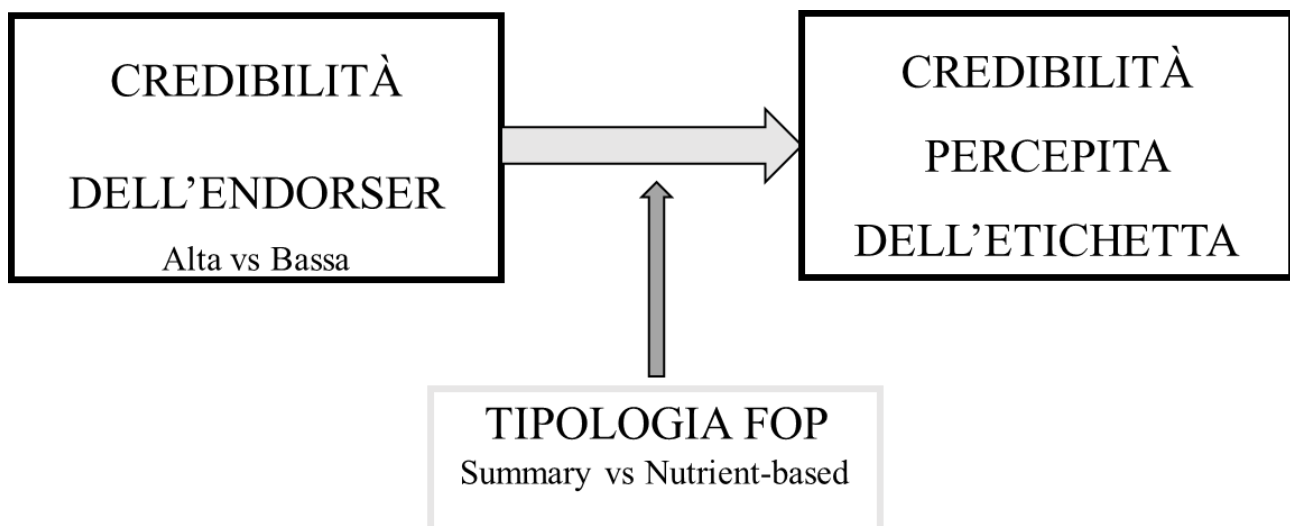 CREDIBILITÀ
DELL’ENDORSER
Alta vs Bassa
CREDIBILITÀ
PERCEPITA
DELL’ETICHETTA
TIPOLOGIA FOP
Summary vs Nutrient-based